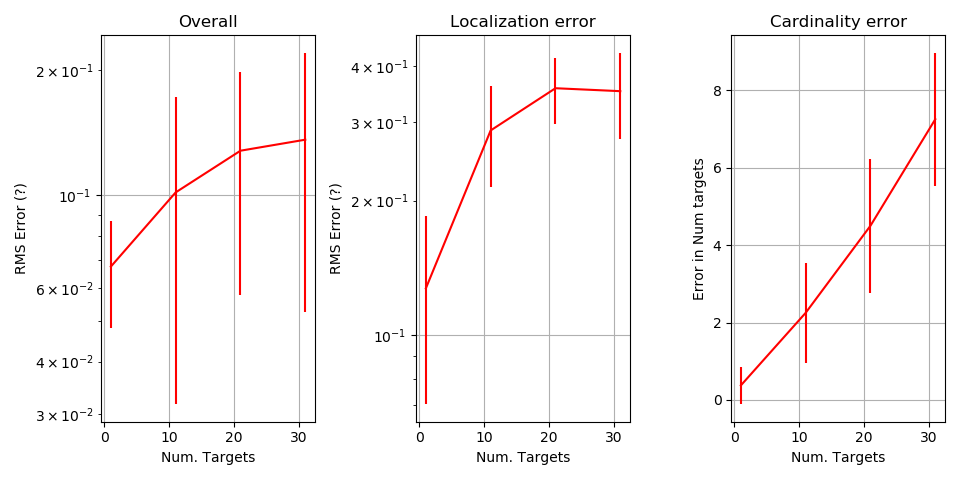 Overall
Localization error
Cardinality error
RMS Error (?)
2 × 10⁻¹
10⁻¹
6 × 10⁻²
4 × 10⁻²
3 × 10⁻²
0 10 20 30
Num. Targets
RMS Error (?)
4 × 10⁻¹
3 × 10⁻¹
2 × 10⁻¹
10⁻¹
0 10 20 30
Num. Targets
Error in Num targets
8
6
4
2
0
0 10 20 30
Num. Targets